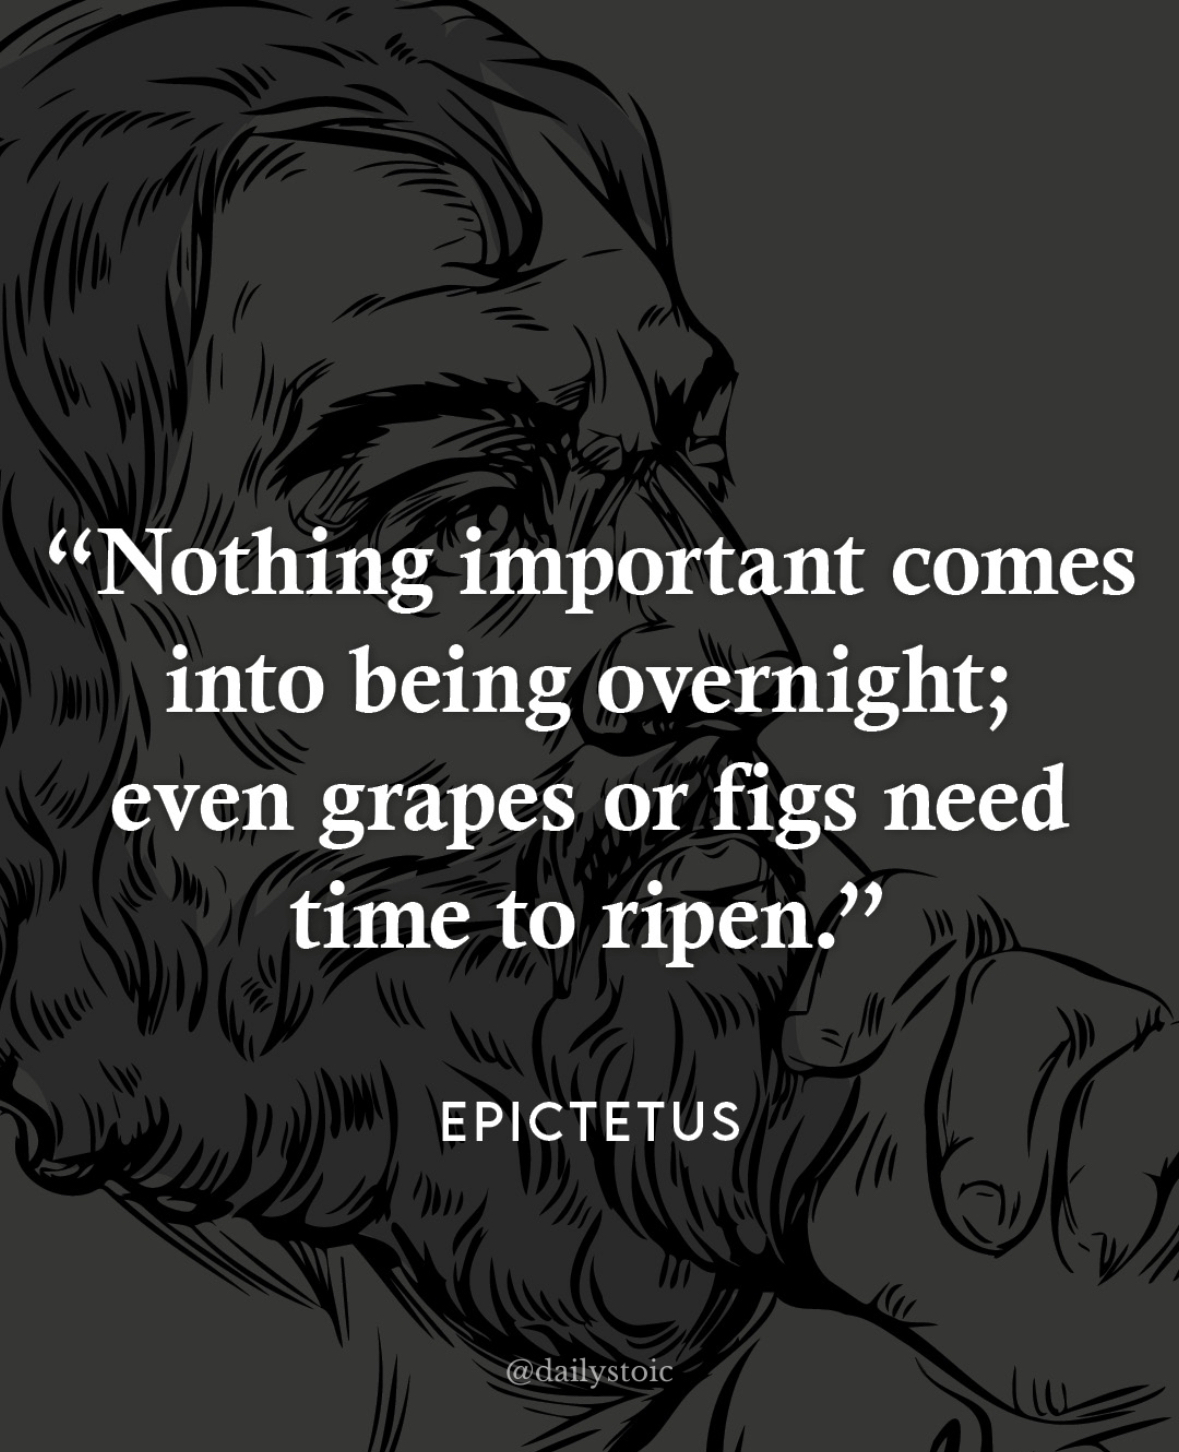 “Nothing important comes
into being overnight;
even grapes or figs need
time to ripen.”
EPICTETUS
@dailystoic